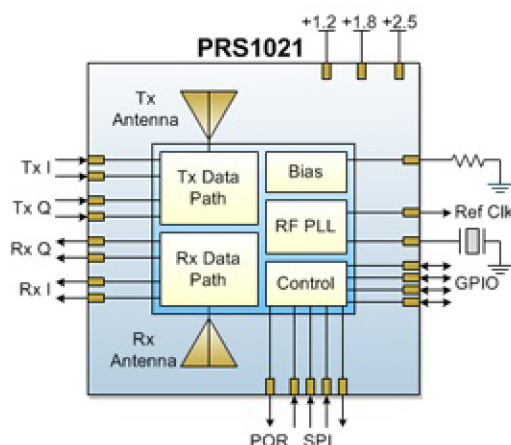 +1.2 +1.8 +2.5
PRS1021
Tx
Antenna
Tx I
Tx Data
Path
Bias
Tx Q
RF PLL
Ref Clk
Rx Q
Rx Data
Path
Control
GPIO
Rx I
Rx
Antenna
POR SPI